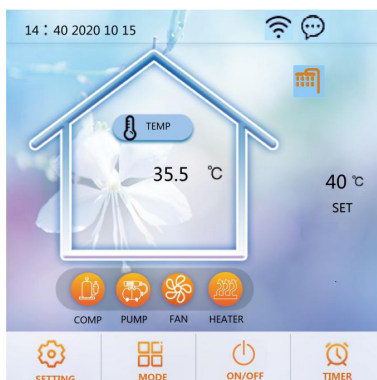 14：40 2020 10 15
TEMP
35.5 ℃
40 ℃
SET
COMP PUMP FAN HEATER
SETTING MODE ON/OFF TIMER